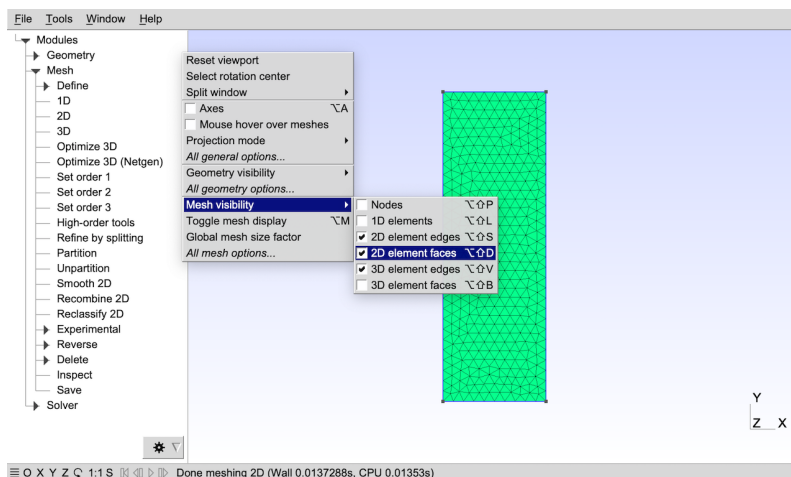 File Tools Window Help
Modules
Geometry
Mesh
Define
1D
2D
3D
Optimize 3D
Optimize 3D (Netgen)
Set order 1
Set order 2
Set order 3
High-order tools
Refine by splitting
Partition
Unpartition
Smooth 2D
Recombine 2D
Reclassify 2D
Experimental
Reverse
Delete
Inspect
Save
Solver
Reset viewport
Select rotation center
Split window
Axes ⌥A
Mouse hover over meshes
Projection mode
All general options...
Geometry visibility
All geometry options...
Mesh visibility
Toggle mesh display ⌥M
Global mesh size factor
All mesh options...
Nodes ⌥⇧P
1D elements ⌥⇧L
2D element edges ⌥⇧S
2D element faces ⌥⇧D
3D element edges ⌥⇧V
3D element faces ⌥⇧B
Y
Z X
O X Y Z 1:1 S Done meshing 2D (Wall 0.0137288s, CPU 0.01353s)